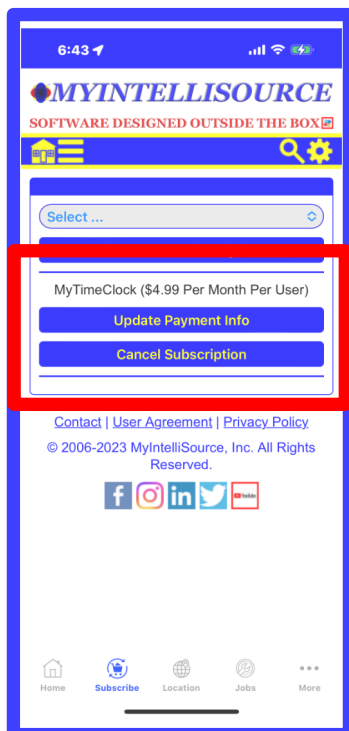 6:43
MYINTELLISOURCE
SOFTWARE DESIGNED OUTSIDE THE BOX
Select ...
MyTimeClock ($4.99 Per Month Per User)
Update Payment Info
Cancel Subscription
Contact | User Agreement | Privacy Policy
© 2006-2023 MyIntelliSource, Inc. All Rights
Reserved.
f in YouTube
Home Subscribe Location Jobs More